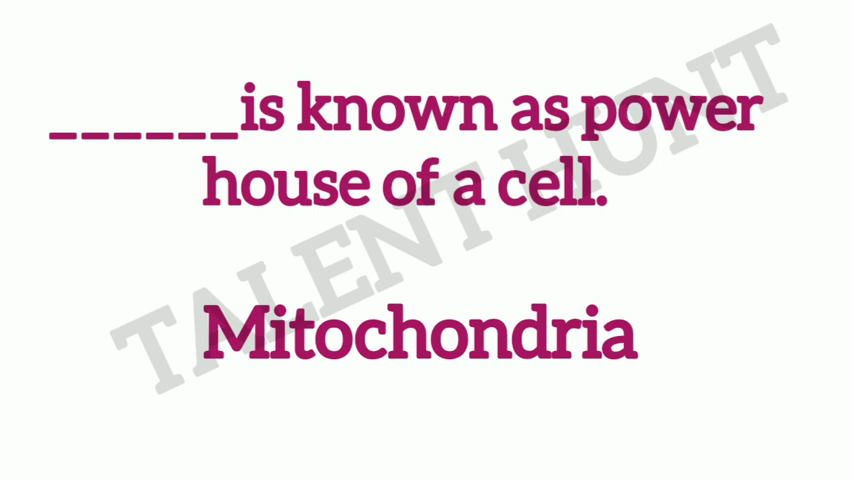 ______is known as power
house of a cell.
Mitochondria
TALENT HUNT